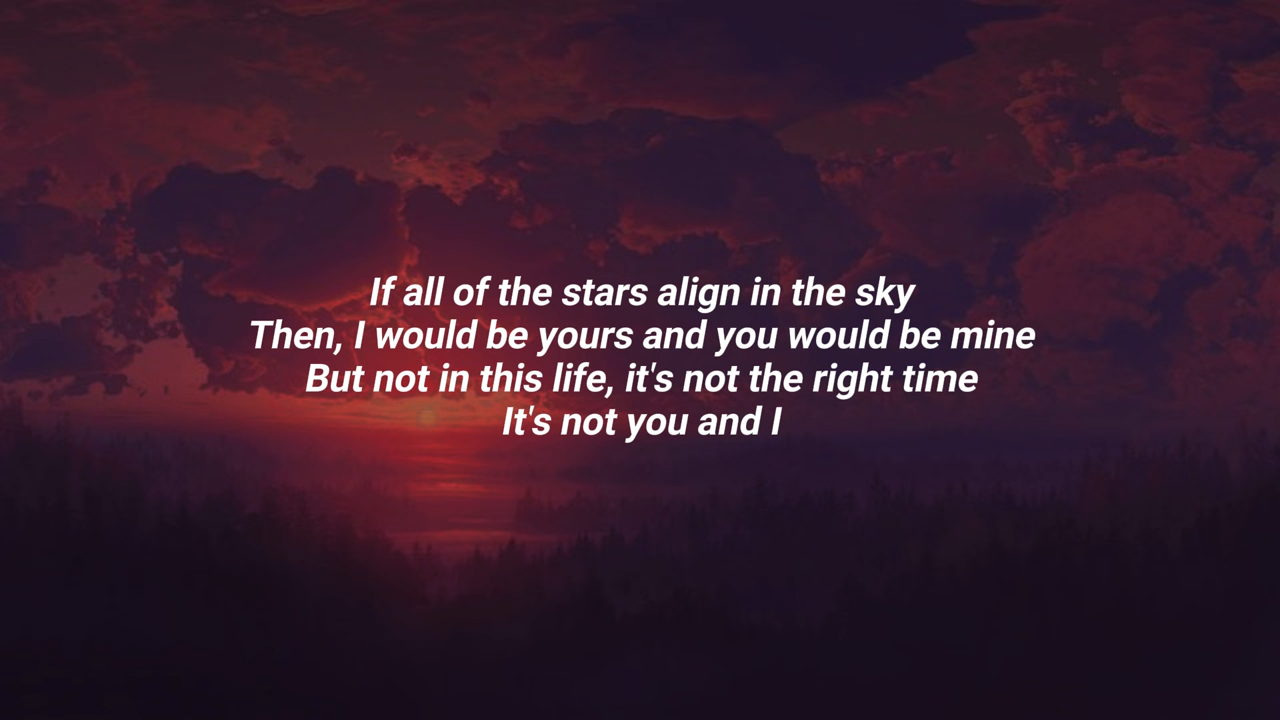 If all of the stars align in the sky
Then, I would be yours and you would be mine
But not in this life, it's not the right time
It's not you and I